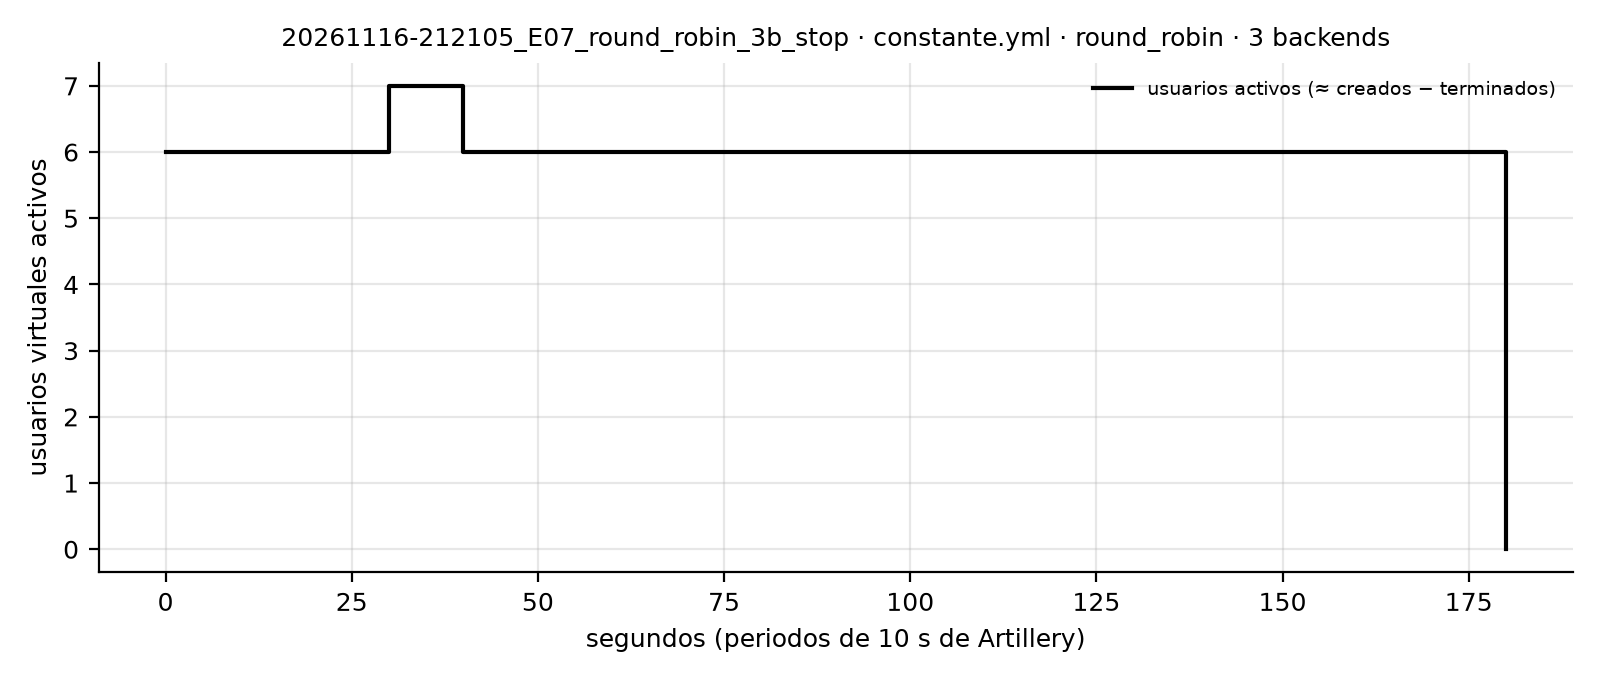 20261116-212105_E07_round_robin_3b_stop · constante.yml · round_robin · 3 backends
usuarios activos (≈ creados − terminados)
usuarios virtuales activos
7
6
5
4
3
2
1
0
0 25 50 75 100 125 150 175
segundos (periodos de 10 s de Artillery)